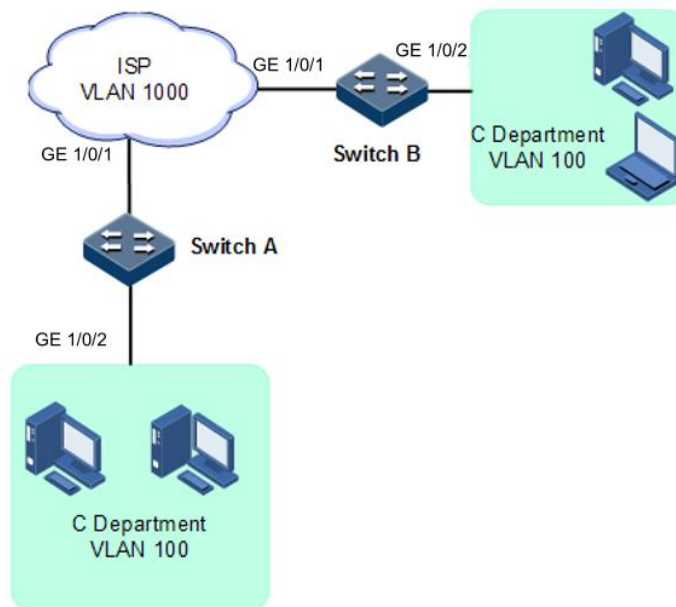 ISP
VLAN 1000
GE 1/0/1
GE 1/0/2
Switch B
C Department
VLAN 100
GE 1/0/1
Switch A
GE 1/0/2
C Department
VLAN 100